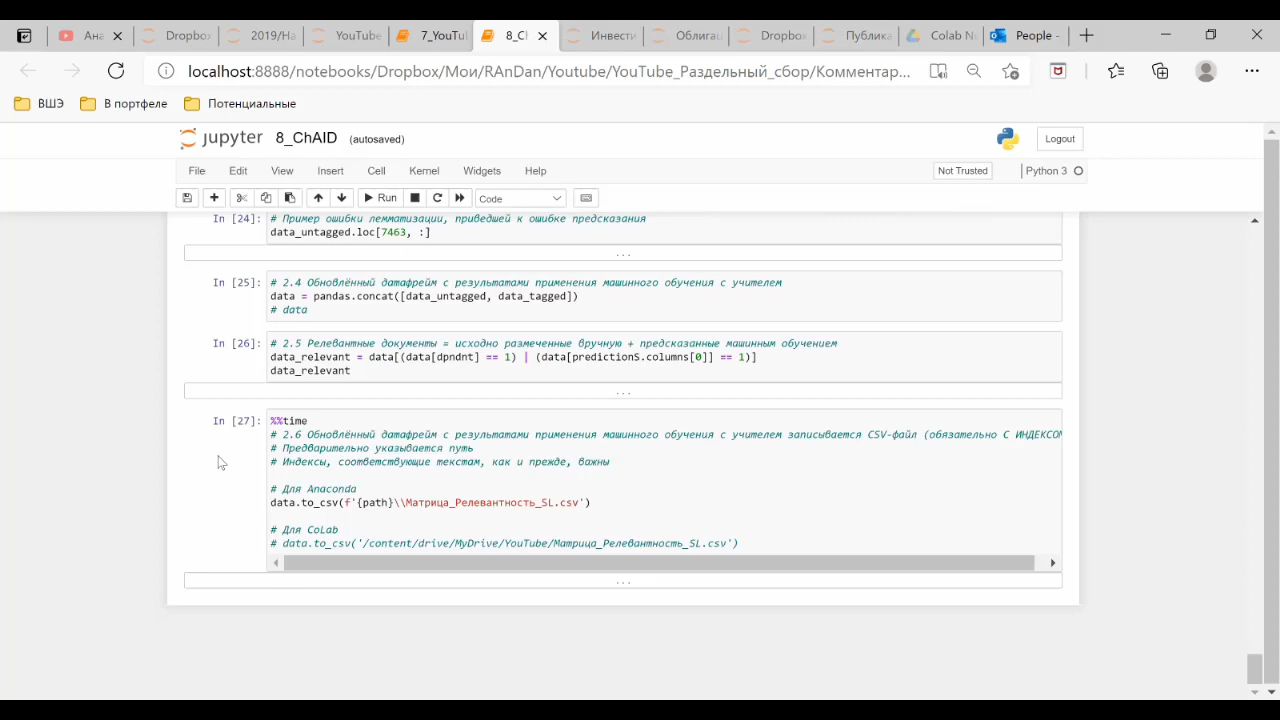 Ана
Dropbox
2019/На
YouTube
7_YouTu
8_Ch
Инвести
Облигац
Dropbox
Публика
Colab N
People -
localhost:8888/notebooks/Dropbox/Мои/RAnDan/Youtube/YouTube_Раздельный_сбор/Комментар...
ВШЭ
В портфеле
Потенциальные
jupyter 8_ChAID (autosaved)
Logout
File Edit View Insert Cell Kernel Widgets Help
Not Trusted
Python 3
Run
Code
In [24]: # Пример ошибки лемматизации, приведшей к ошибке предсказания
data_untagged.loc[7463, :]
...
In [25]: # 2.4 Обновлённый датафрейм с результатами применения машинного обучения с учителем
data = pandas.concat([data_untagged, data_tagged])
# data
In [26]: # 2.5 Релевантные документы = исходно размеченные вручную + предсказанные машинным обучением
data_relevant = data[(data[dpndnt] == 1) | (data[predictionS.columns[0]] == 1)]
data_relevant
...
In [27]: %%time
# 2.6 Обновлённый датафрейм с результатами применения машинного обучения с учителем записывается CSV-файл (обязательно С ИНДЕКСОМ
# Предварительно указывается путь
# Индексы, соответствующие текстам, как и прежде, важны
# Для Anaconda
data.to_csv(f'{path}\\Матрица_Релевантность_SL.csv')
# Для CoLab
# data.to_csv('/content/drive/MyDrive/YouTube/Матрица_Релевантность_SL.csv')
...